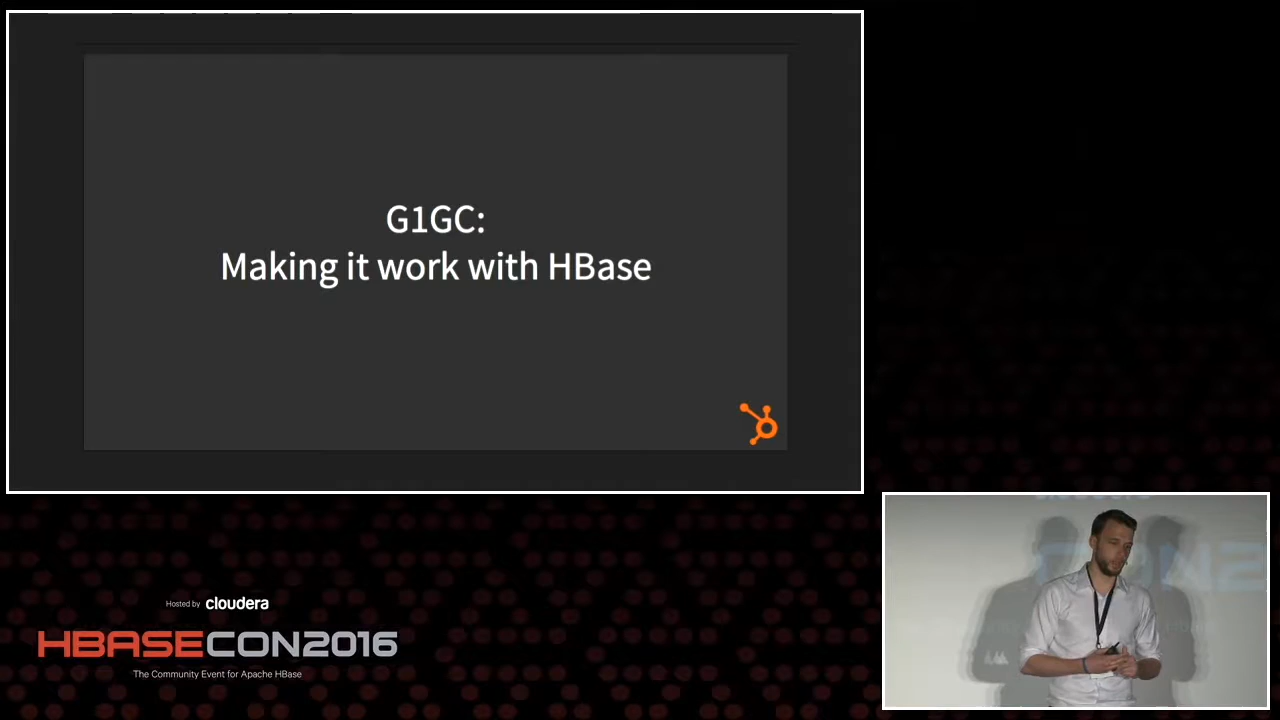 G1GC:
Making it work with HBase
Hosted by cloudera
HBASECON2016
The Community Event for Apache HBase